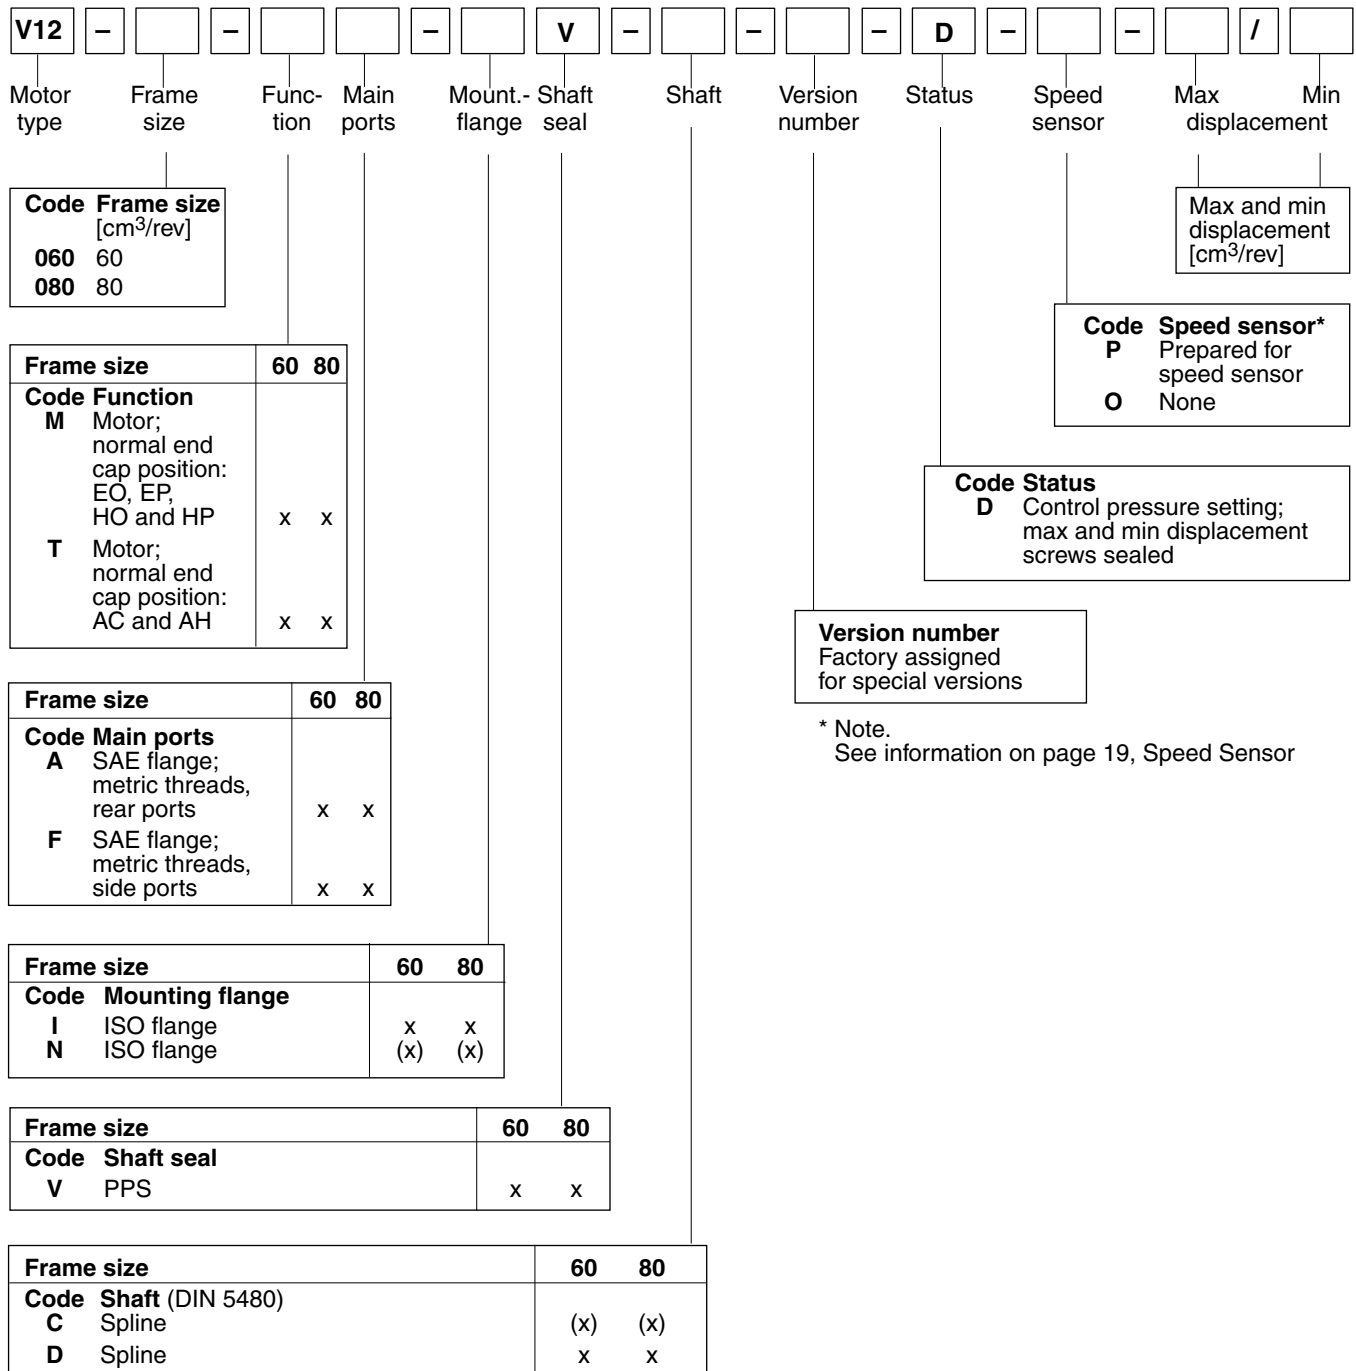 V12 – – – V – – – D – – /
Motor Frame Func- Main Mount.- Shaft Shaft Version Status Speed Max Min
type size tion ports flange seal number sensor displacement
Code Frame size
[cm³/rev]
060 60
080 80
Max and min
displacement
[cm³/rev]
Code Speed sensor*
P Prepared for
speed sensor
O None
Frame size 60 80
Code Function
M Motor;
normal end
cap position:
EO, EP,
HO and HP x x
T Motor;
normal end
cap position:
AC and AH x x
Code Status
D Control pressure setting;
max and min displacement
screws sealed
Version number
Factory assigned
for special versions
* Note.
See information on page 19, Speed Sensor
Frame size 60 80
Code Main ports
A SAE flange;
metric threads,
rear ports x x
F SAE flange;
metric threads,
side ports x x
Frame size 60 80
Code Mounting flange
I ISO flange x x
N ISO flange (x) (x)
Frame size 60 80
Code Shaft seal
V PPS x x
Frame size 60 80
Code Shaft (DIN 5480)
C Spline (x) (x)
D Spline x x